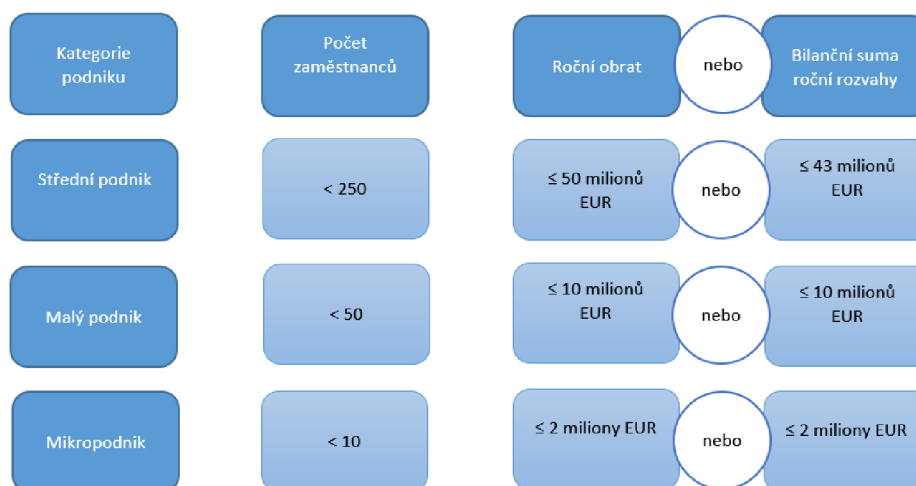 Kategorie
podniku
Počet
zaměstnanců
Roční obrat
nebo
Bilanční suma
roční rozvahy
Střední podnik
< 250
≤ 50 milionů
EUR
nebo
≤ 43 milionů
EUR
Malý podnik
< 50
≤ 10 milionů
EUR
nebo
≤ 10 milionů
EUR
Mikropodnik
< 10
≤ 2 miliony EUR
nebo
≤ 2 miliony EUR